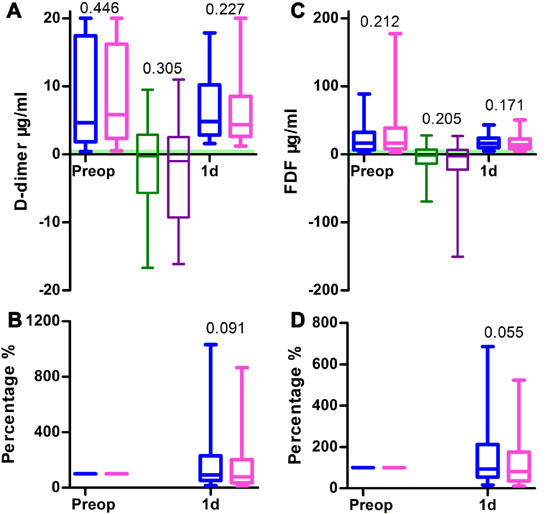 A
D-dimer µg/ml
20
10
0
-10
-20
0.446
0.305
0.227
Preop
1d
C
FDF µg/ml
200
100
0
-100
-200
0.212
0.205
0.171
Preop
1d
B
Percentage %
1200
400
200
0
0.091
Preop
1d
D
Percentage %
800
600
400
200
0
0.055
Preop
1d